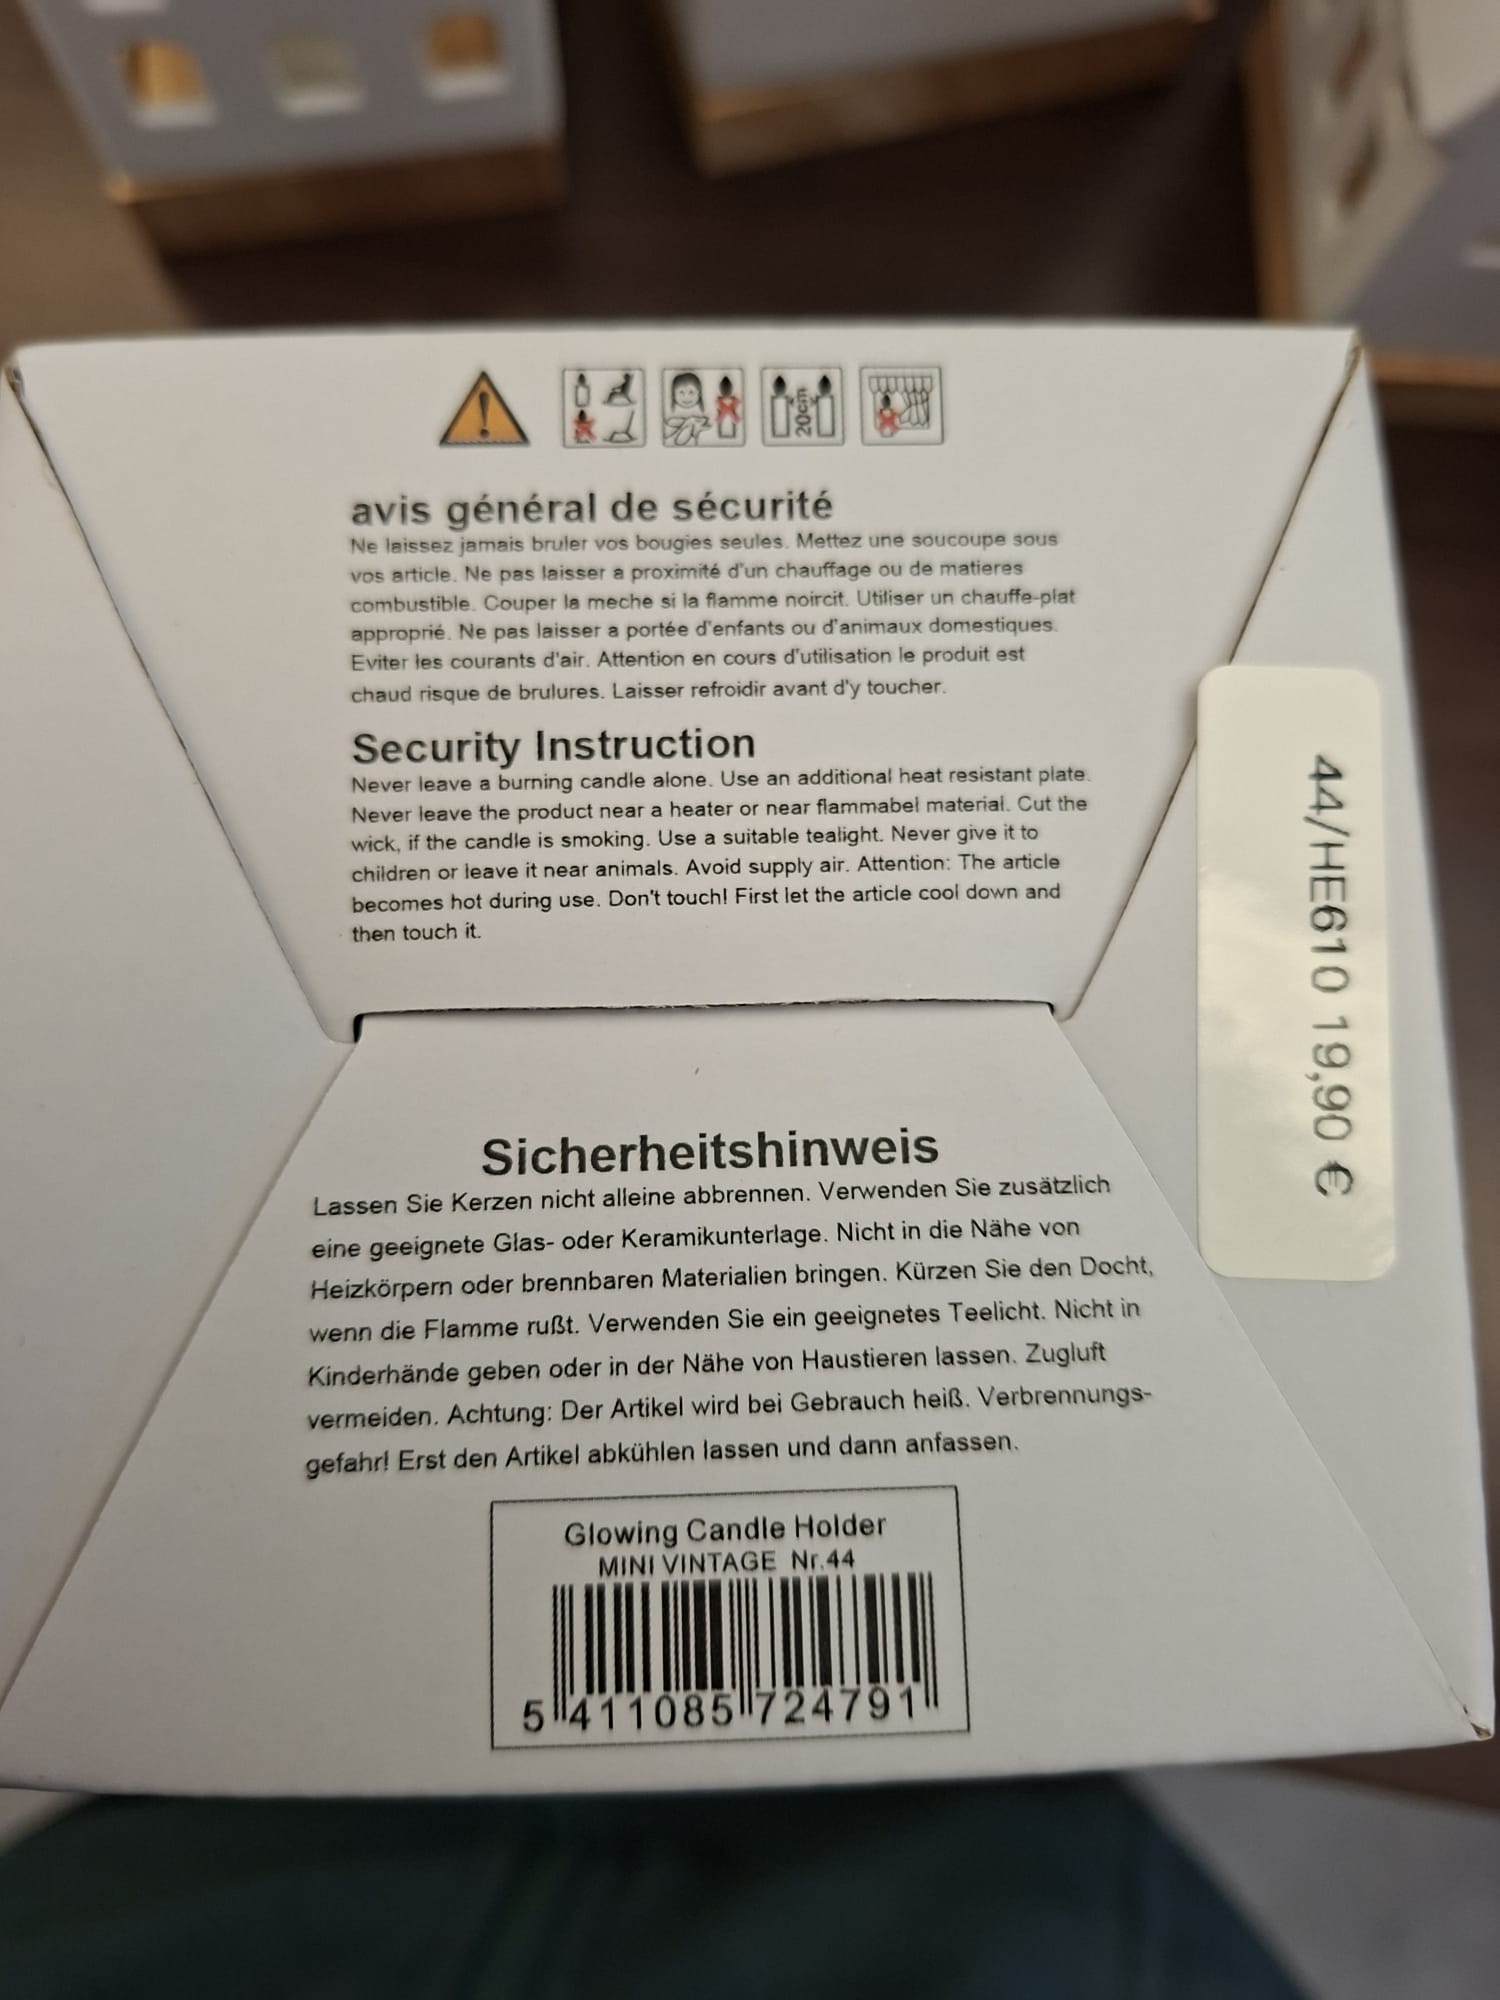 20cm
avis général de sécurité
Ne laissez jamais bruler vos bougies seules. Mettez une soucoupe sous
vos article. Ne pas laisser a proximité d'un chauffage ou de matieres
combustible. Couper la meche si la flamme noircit. Utiliser un chauffe-plat
approprié. Ne pas laisser a portée d'enfants ou d'animaux domestiques.
Eviter les courants d'air. Attention en cours d'utilisation le produit est
chaud risque de brulures. Laisser refroidir avant d'y toucher.
Security Instruction
Never leave a burning candle alone. Use an additional heat resistant plate.
Never leave the product near a heater or near flammabel material. Cut the
wick, if the candle is smoking. Use a suitable tealight. Never give it to
children or leave it near animals. Avoid supply air. Attention: The article
becomes hot during use. Don't touch! First let the article cool down and
then touch it.
44/HE610 19,90 €
Sicherheitshinweis
Lassen Sie Kerzen nicht alleine abbrennen. Verwenden Sie zusätzlich
eine geeignete Glas- oder Keramikunterlage. Nicht in die Nähe von
Heizkörpern oder brennbaren Materialien bringen. Kürzen Sie den Docht,
wenn die Flamme rußt. Verwenden Sie ein geeignetes Teelicht. Nicht in
Kinderhände geben oder in der Nähe von Haustieren lassen. Zugluft
vermeiden. Achtung: Der Artikel wird bei Gebrauch heiß. Verbrennungs-
gefahr! Erst den Artikel abkühlen lassen und dann anfassen.
Glowing Candle Holder
MINI VINTAGE Nr.44
5 411085 724791